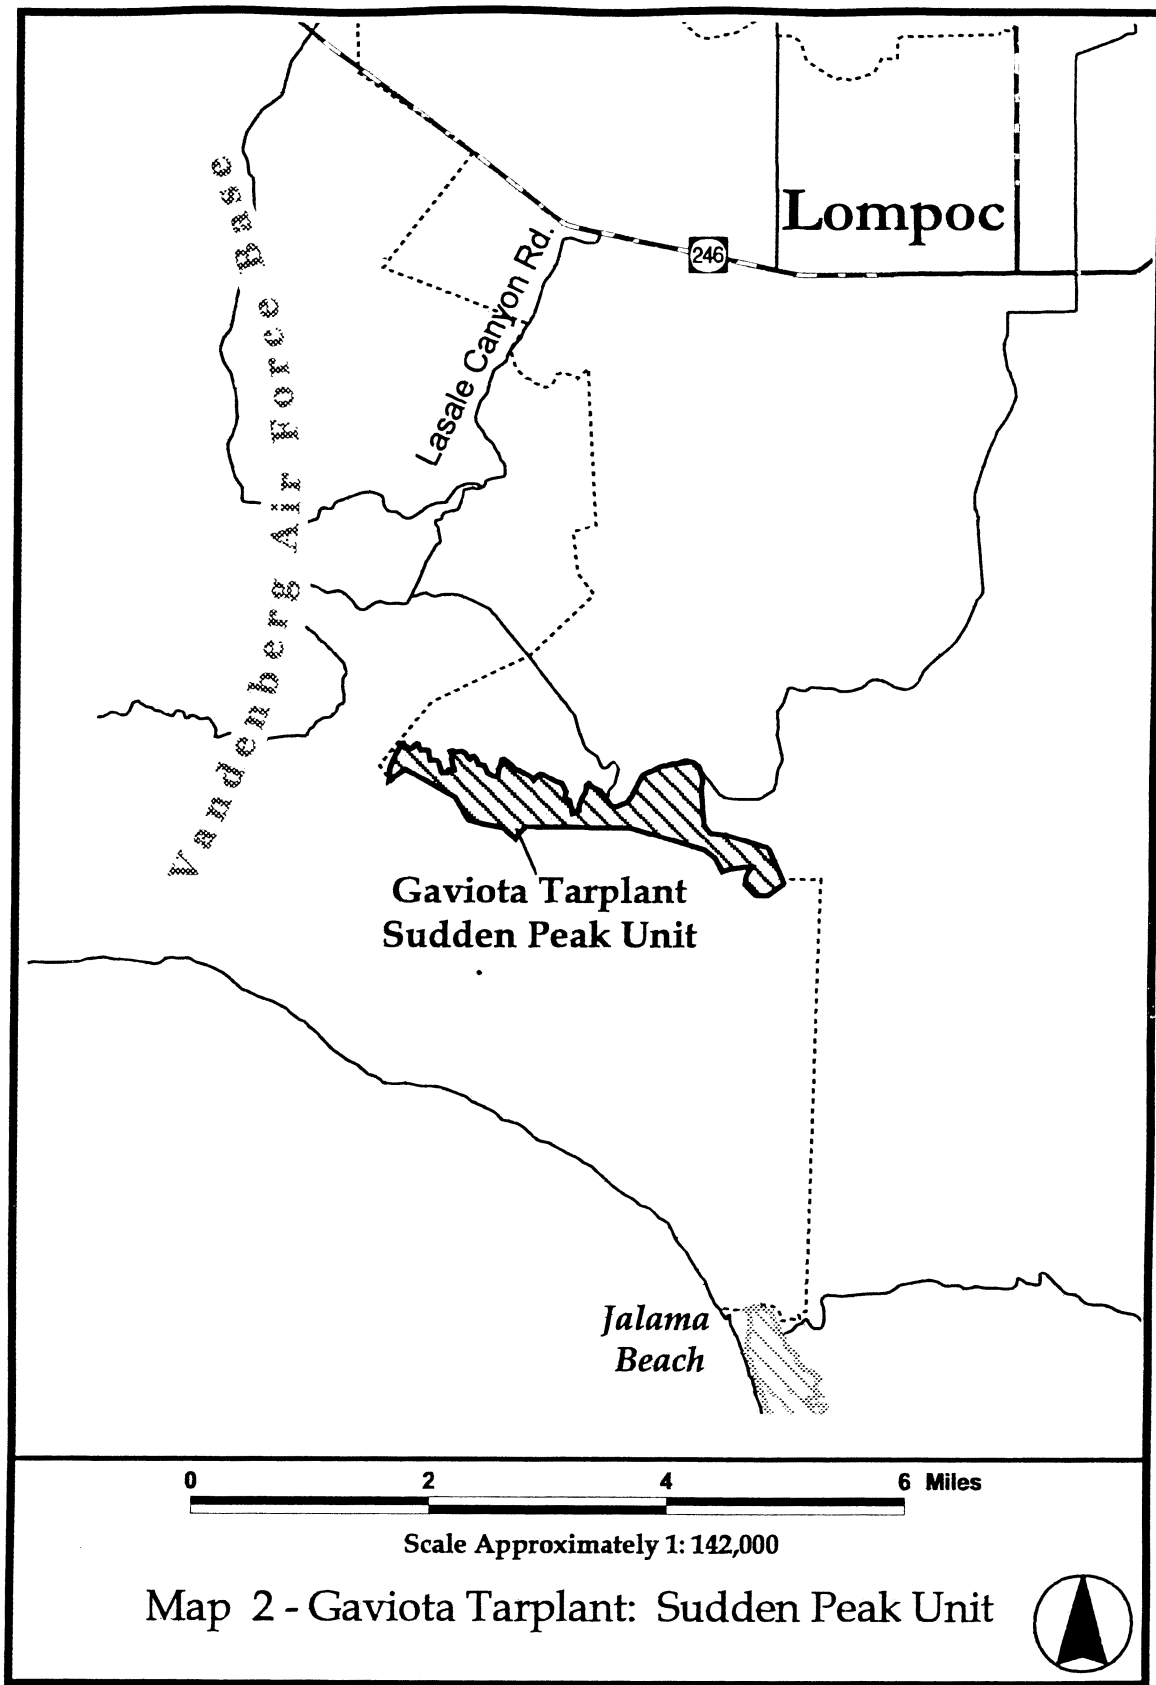 Lompoc
246
Lasale Canyon Rd.
Vandenberg Air Force Base
Gaviota Tarplant
Sudden Peak Unit
Jalama
Beach
0 2 4 6 Miles
Scale Approximately 1: 142,000
Map 2 - Gaviota Tarplant: Sudden Peak Unit